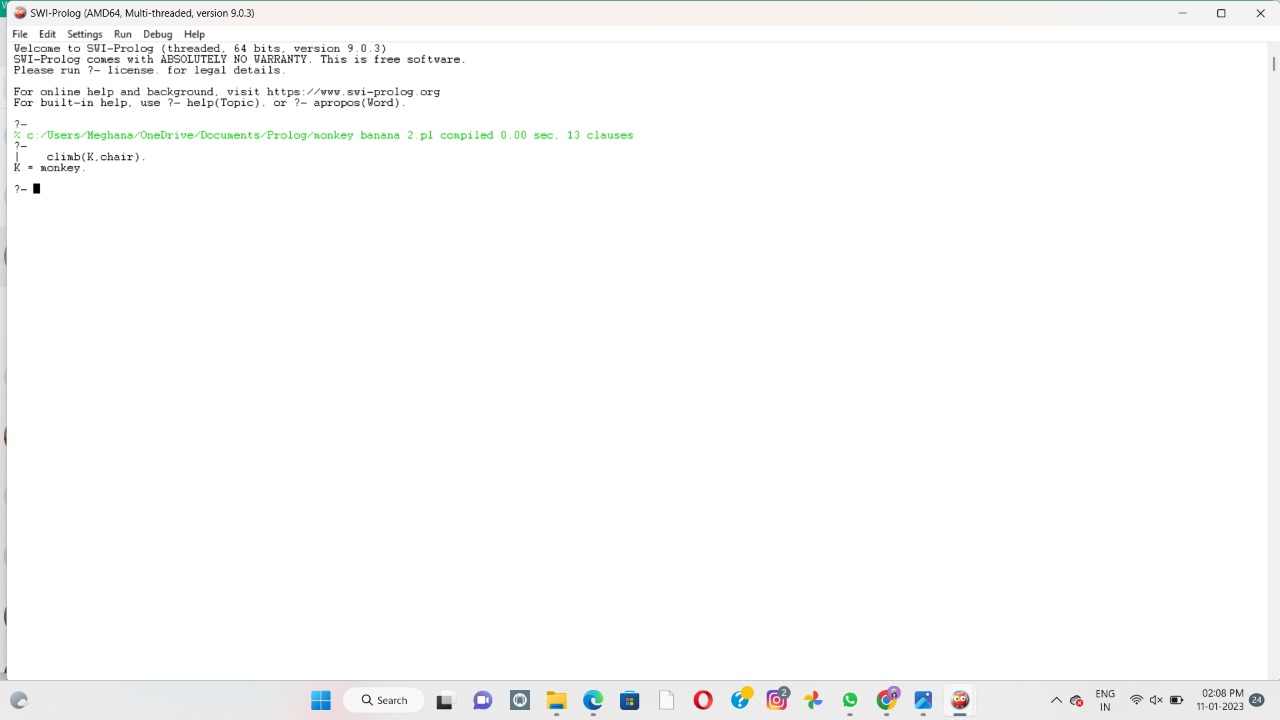 SWI-Prolog (AMD64, Multi-threaded, version 9.0.3)
File Edit Settings Run Debug Help
Welcome to SWI-Prolog (threaded, 64 bits, version 9.0.3)
SWI-Prolog comes with ABSOLUTELY NO WARRANTY. This is free software.
Please run ?- license. for legal details.
For online help and background, visit https://www.swi-prolog.org
For built-in help, use ?- help(Topic). or ?- apropos(Word).
?-
% c:/Users/Meghana/OneDrive/Documents/Prolog/monkey banana 2.pl compiled 0.00 sec, 13 clauses
?-
| climb(K,chair).
K = monkey.
?-
Search
2
ENG
IN
02:08 PM
11-01-2023
24